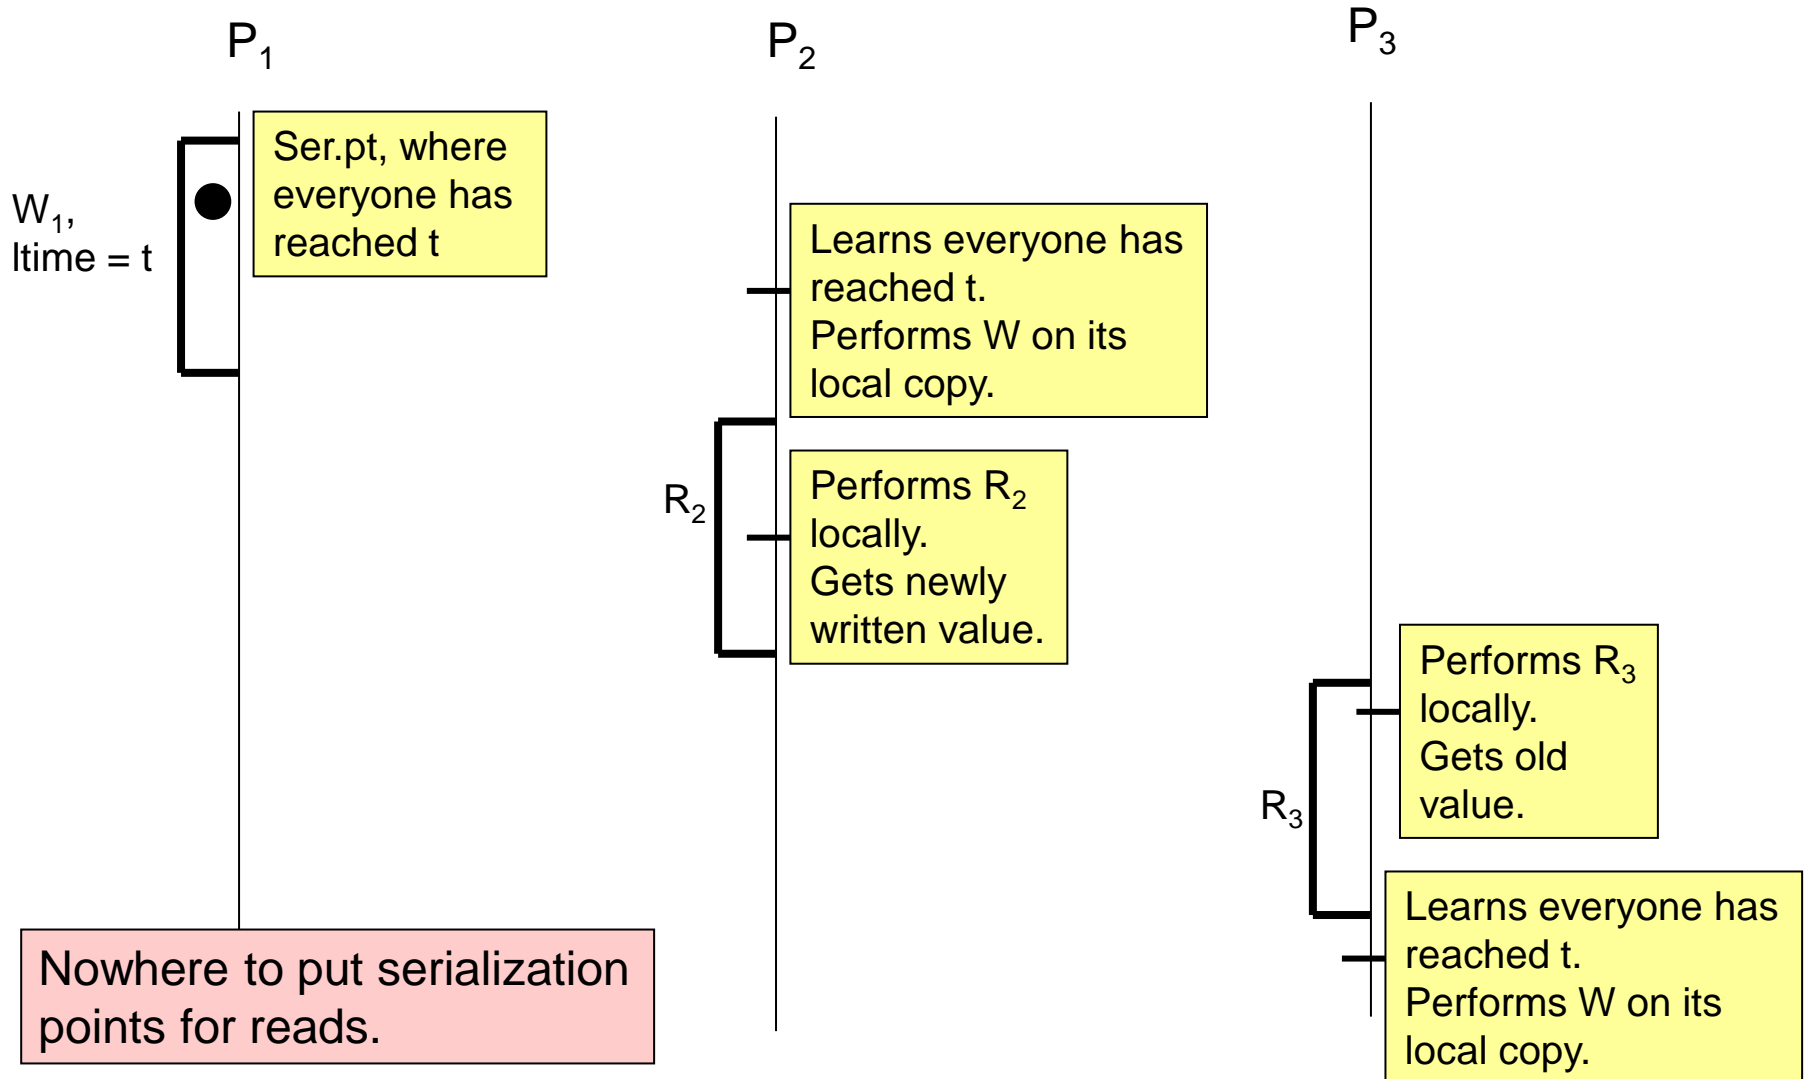 P₁
P₂
P₃
W₁,
ltime = t
Ser.pt, where
everyone has
reached t
Learns everyone has
reached t.
Performs W on its
local copy.
R₂
Performs R₂
locally.
Gets newly
written value.
R₃
Performs R₃
locally.
Gets old
value.
Learns everyone has
reached t.
Performs W on its
local copy.
Nowhere to put serialization
points for reads.